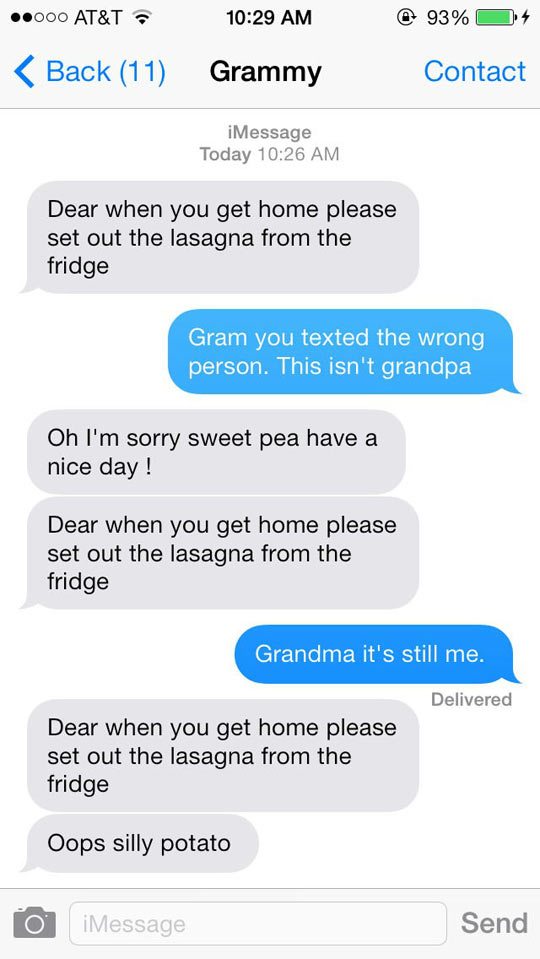 AT&T 10:29 AM 93%
Back (11) Grammy Contact
iMessage
Today 10:26 AM
Dear when you get home please
set out the lasagna from the
fridge
Gram you texted the wrong
person. This isn't grandpa
Oh I'm sorry sweet pea have a
nice day !
Dear when you get home please
set out the lasagna from the
fridge
Grandma it's still me.
Delivered
Dear when you get home please
set out the lasagna from the
fridge
Oops silly potato
iMessage Send